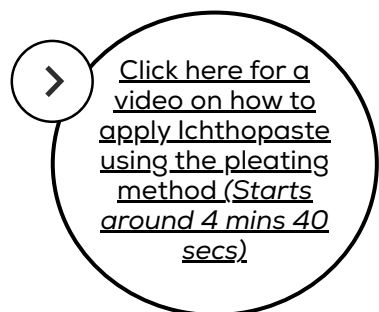 Click here for a
video on how to
apply Ichthopaste
using the pleating
method (Starts
around 4 mins 40
secs)